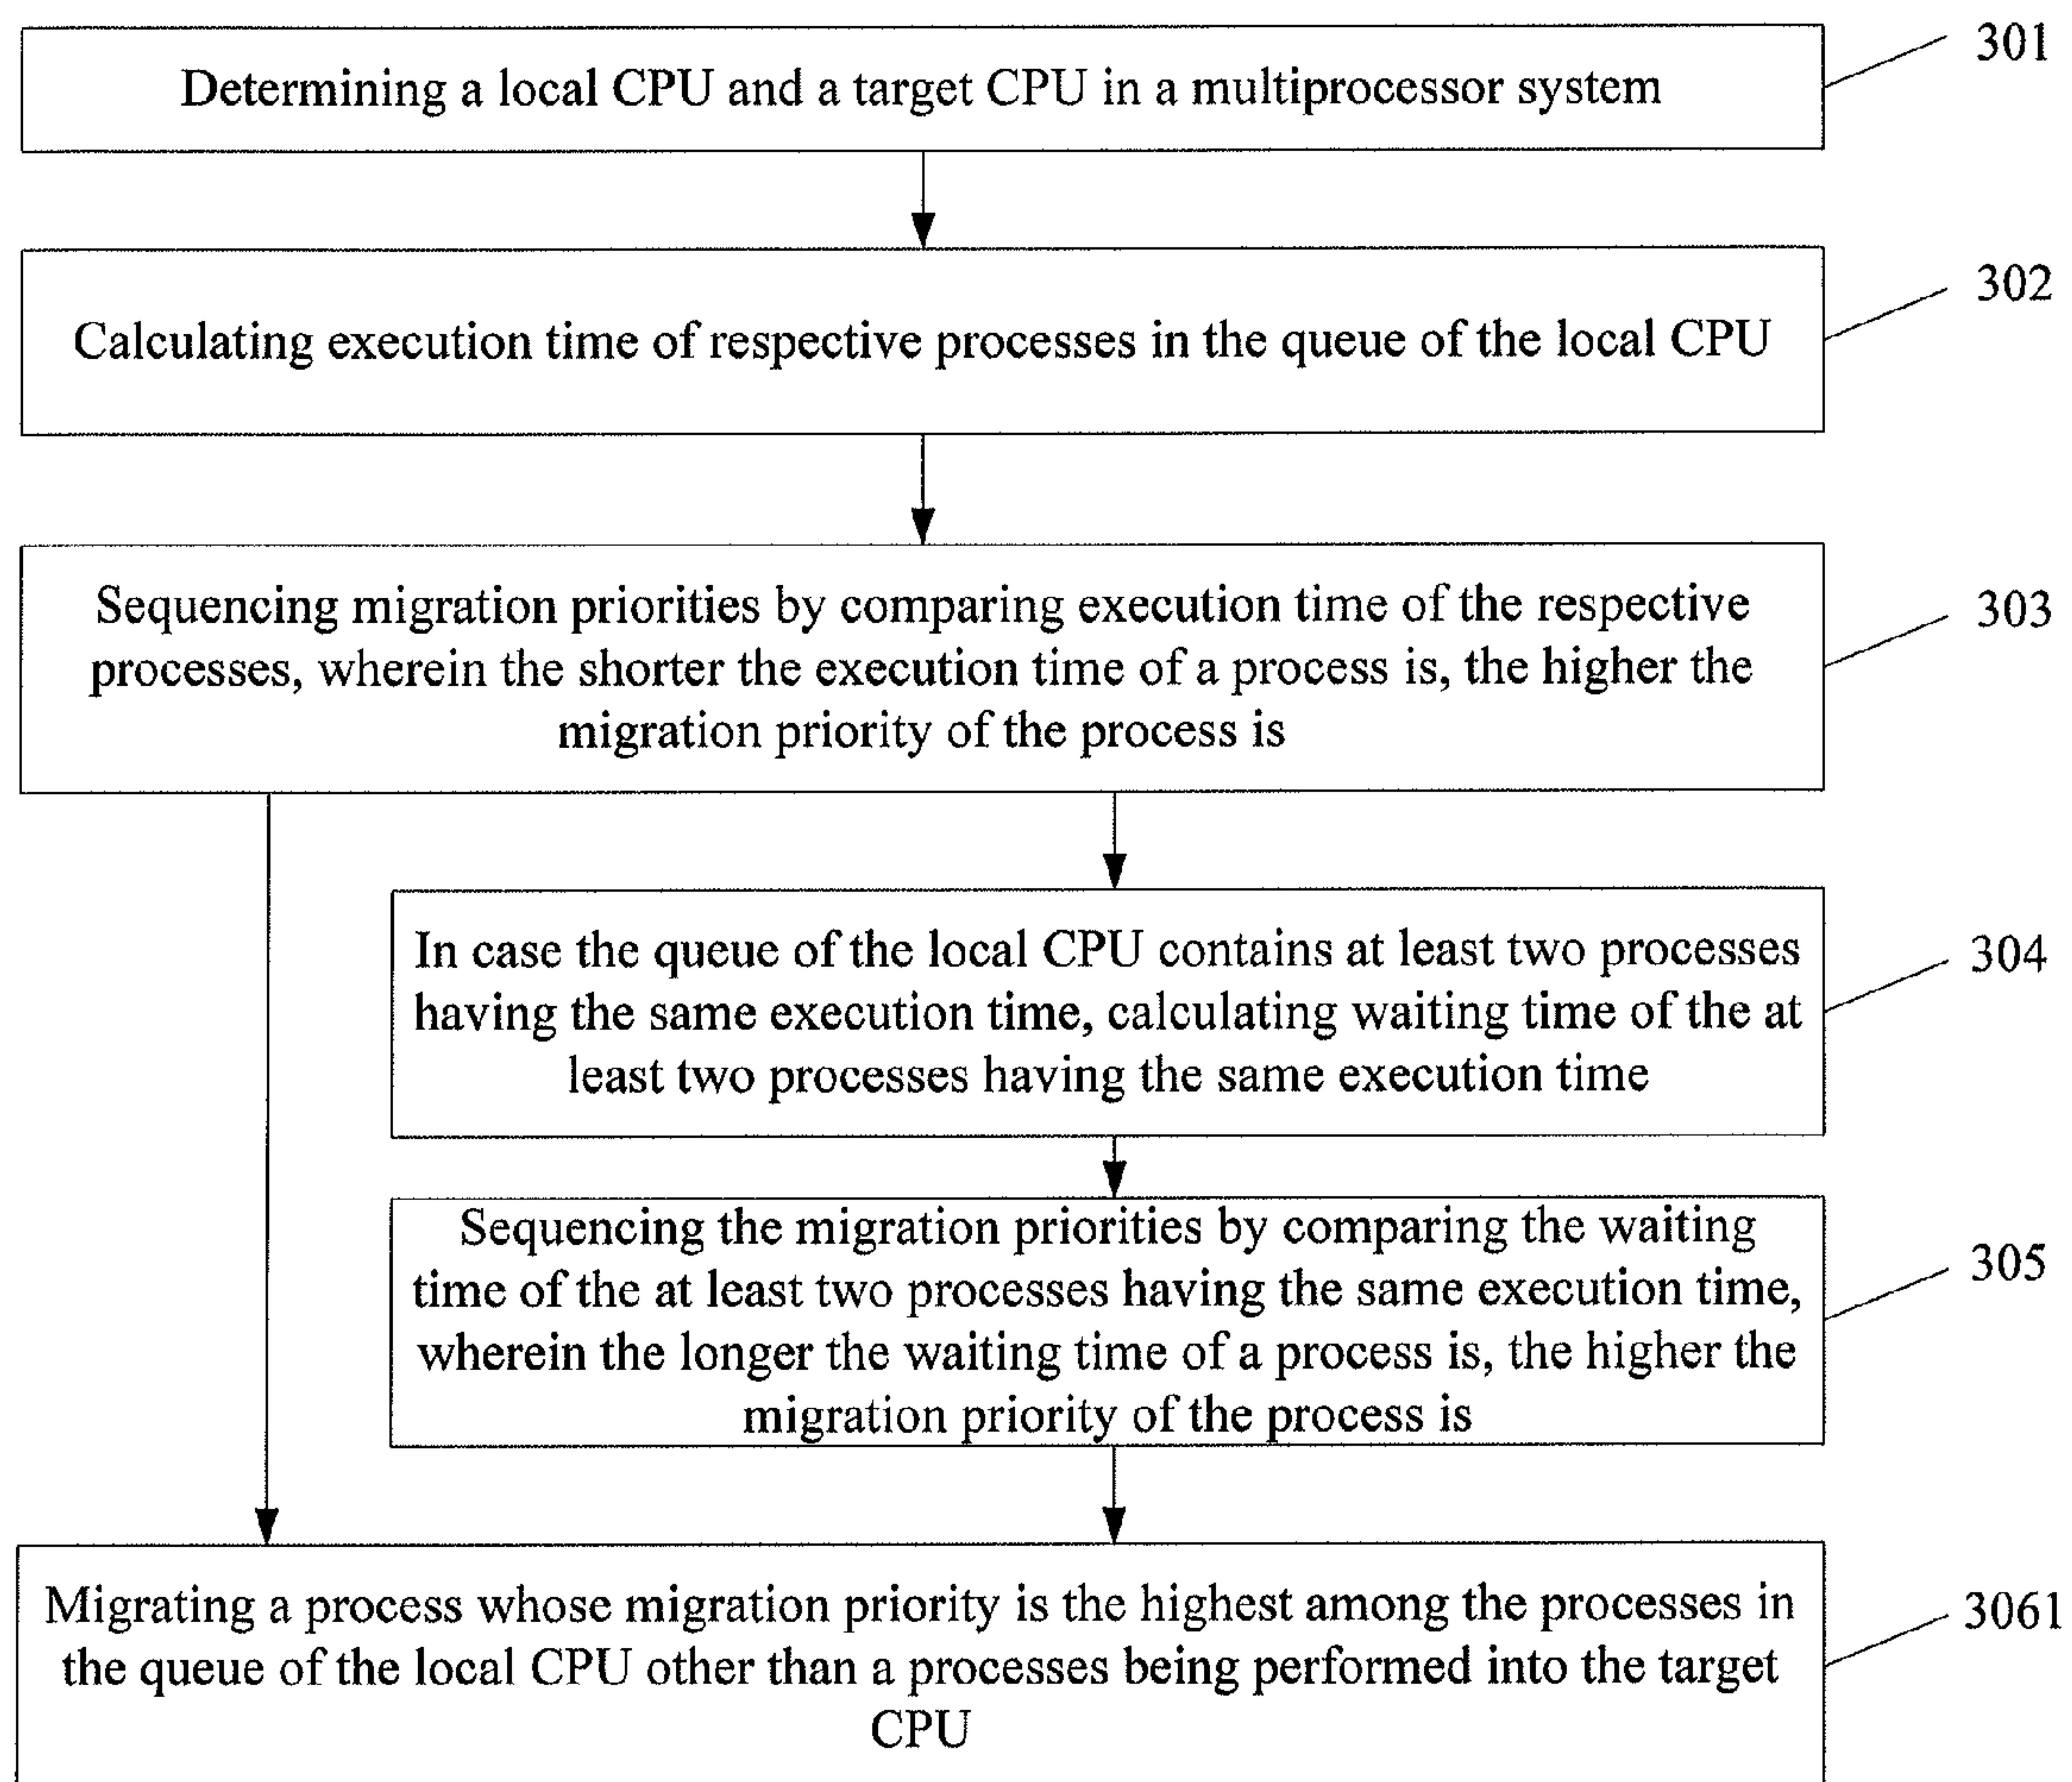 Determining a local CPU and a target CPU in a multiprocessor system
301
Calculating execution time of respective processes in the queue of the local CPU
302
Sequencing migration priorities by comparing execution time of the respective
processes, wherein the shorter the execution time of a process is, the higher the
migration priority of the process is
303
In case the queue of the local CPU contains at least two processes
having the same execution time, calculating waiting time of the at
least two processes having the same execution time
304
Sequencing the migration priorities by comparing the waiting
time of the at least two processes having the same execution time,
wherein the longer the waiting time of a process is, the higher the
migration priority of the process is
305
Migrating a process whose migration priority is the highest among the processes in
the queue of the local CPU other than a processes being performed into the target
CPU
3061